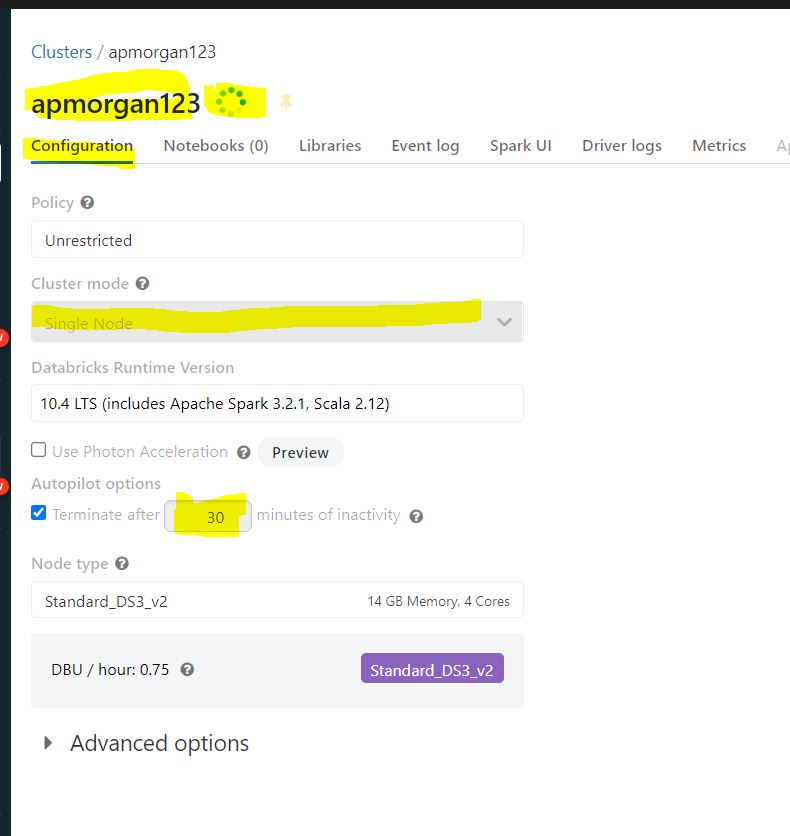 Clusters / apmorgan123
apmorgan123
Configuration Notebooks (0) Libraries Event log Spark UI Driver logs Metrics
Policy
Unrestricted
Cluster mode
Single Node
Databricks Runtime Version
10.4 LTS (includes Apache Spark 3.2.1, Scala 2.12)
Use Photon Acceleration Preview
Autopilot options
Terminate after 30 minutes of inactivity
Node type
Standard_DS3_v2 14 GB Memory, 4 Cores
DBU / hour: 0.75 Standard_DS3_v2
Advanced options